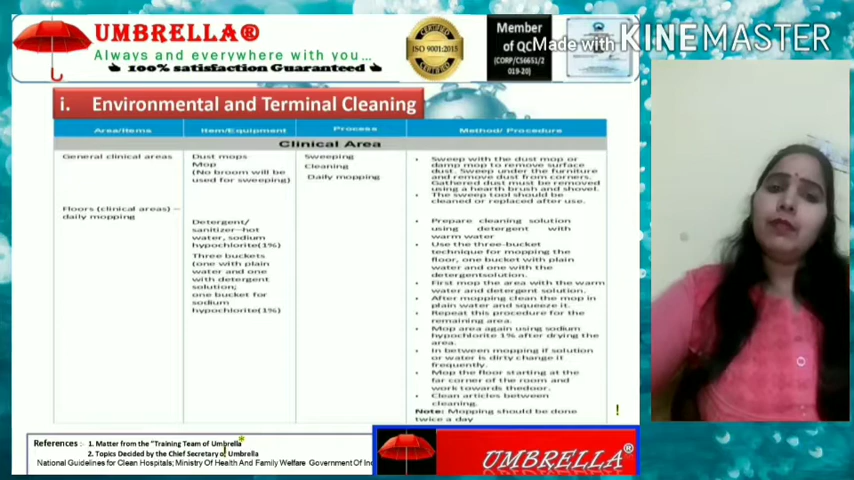 UMBRELLA®
Always and everywhere with you...
100% satisfaction Guaranteed
CERTIFIED
ISO 9001:2015
CERTIFIED
Member
of QC
(CORP/CS6651/2
019-20)
Made with KINEMASTER
i. Environmental and Terminal Cleaning
Area/Items Item/Equipment Process Method/ Procedure
Clinical Area
General clinical areas
Dust mops
Mop
(No broom will be
used for sweeping)
Sweeping
Cleaning
Daily mopping
• Sweep with the dust mop or
damp mop to remove surface
dust. Sweep under the furniture
and remove dust from corners.
Gathered dust must be removed
using a hearth brush and shovel.
• The sweep tool should be
cleaned or replaced after use.
Floors (clinical areas) –
daily mopping
Detergent/
sanitizer–hot
water, sodium
hypochlorite(1%)
Three buckets
(one with plain
water and one
with detergent
solution;
one bucket for
sodium
hypochlorite(1%)
• Prepare cleaning solution
using detergent with
warm water
• Use the three-bucket
technique for mopping the
floor, one bucket with plain
water and one with the
detergentsolution.
• First mop the area with the warm
water and detergent solution.
• After mopping clean the mop in
plain water and squeeze it.
• Repeat this procedure for the
remaining area.
• Mop area again using sodium
hypochlorite 1% after drying the
area.
• In between mopping if solution
or water is dirty change it
frequently.
• Mop the floor starting at the
far corner of the room and
work towards thedoor.
• Clean articles between
cleaning.
Note: Mopping should be done
twice a day
!
References :- 1. Matter from the "Training Team of Umbrella
2. Topics Decided by the Chief Secretary of Umbrella
National Guidelines for Clean Hospitals; Ministry Of Health And Family Welfare Government Of Ind
UMBRELLA®